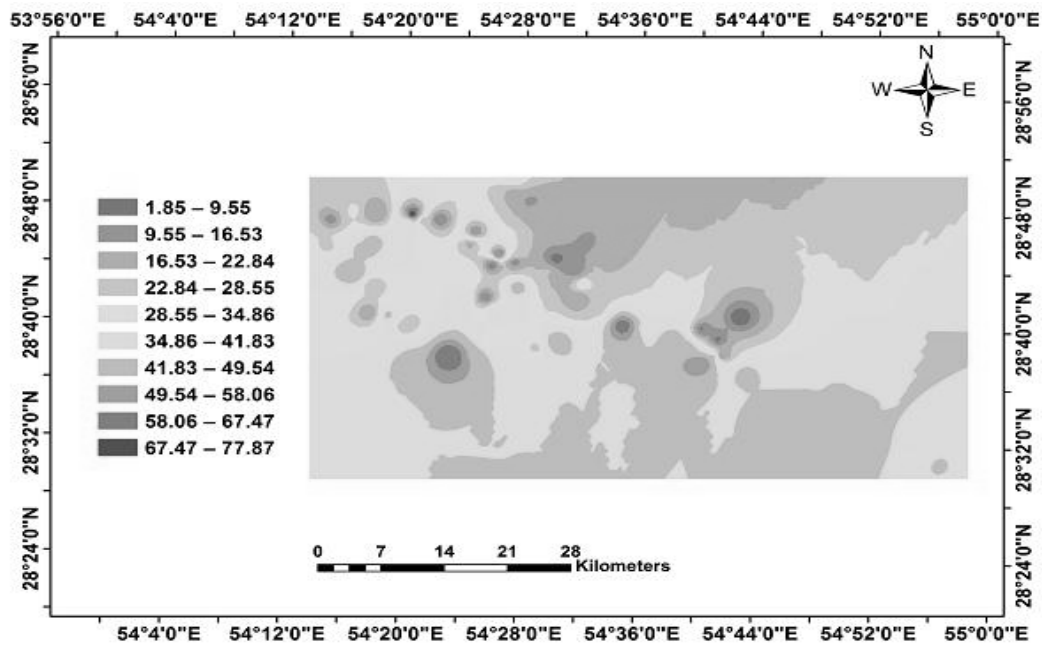 53°56'0"E 54°4'0"E 54°12'0"E 54°20'0"E 54°28'0"E 54°36'0"E 54°44'0"E 54°52'0"E 55°0'0"E
N
W E
S
28°56'0"N
28°48'0"N
28°40'0"N
28°32'0"N
28°24'0"N
1.85 – 9.55
9.55 – 16.53
16.53 – 22.84
22.84 – 28.55
28.55 – 34.86
34.86 – 41.83
41.83 – 49.54
49.54 – 58.06
58.06 – 67.47
67.47 – 77.87
28°56'0"N
28°48'0"N
28°40'0"N
28°32'0"N
28°24'0"N
0 7 14 21 28
Kilometers
54°4'0"E 54°12'0"E 54°20'0"E 54°28'0"E 54°36'0"E 54°44'0"E 54°52'0"E 55°0'0"E